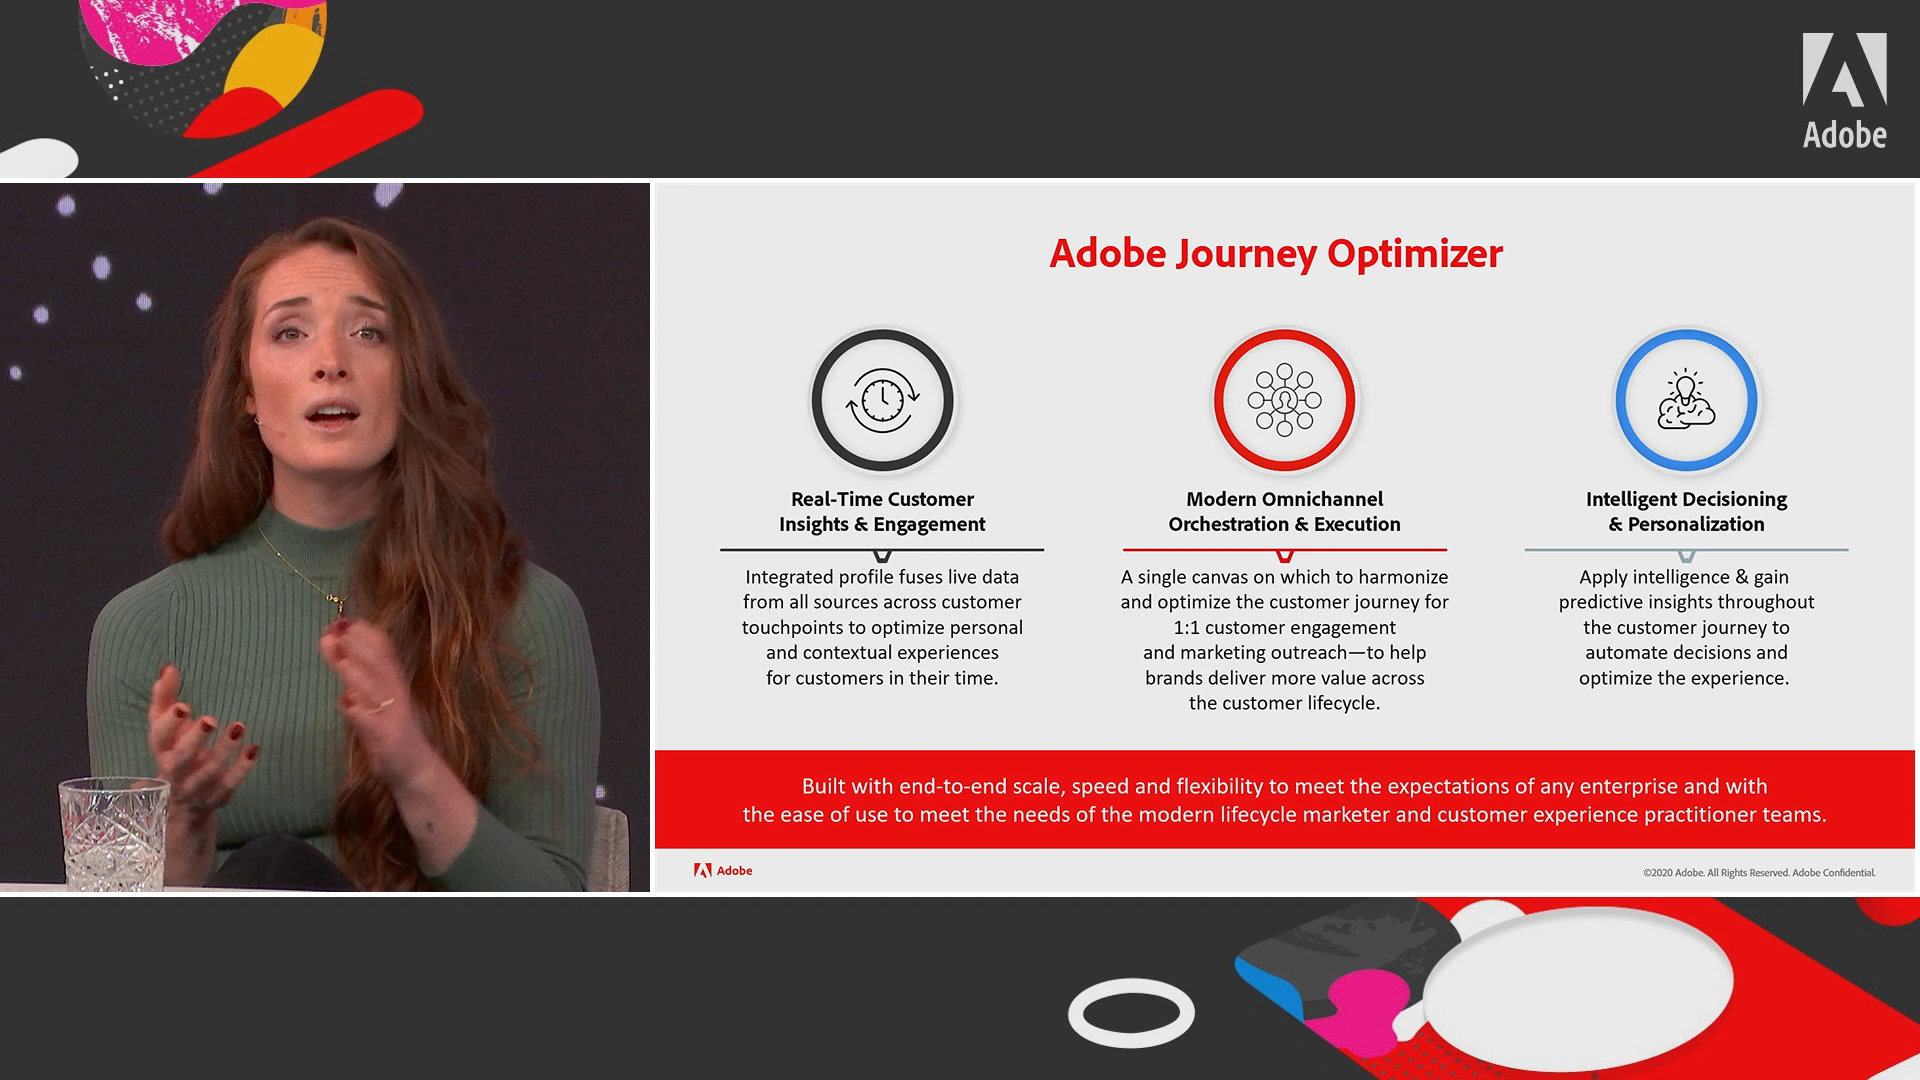 Adobe
Adobe Journey Optimizer
Real-Time Customer
Insights & Engagement
Integrated profile fuses live data
from all sources across customer
touchpoints to optimize personal
and contextual experiences
for customers in their time.
Modern Omnichannel
Orchestration & Execution
A single canvas on which to harmonize
and optimize the customer journey for
1:1 customer engagement
and marketing outreach—to help
brands deliver more value across
the customer lifecycle.
Intelligent Decisioning
& Personalization
Apply intelligence & gain
predictive insights throughout
the customer journey to
automate decisions and
optimize the experience.
Built with end-to-end scale, speed and flexibility to meet the expectations of any enterprise and with
the ease of use to meet the needs of the modern lifecycle marketer and customer experience practitioner teams.
Adobe
©2020 Adobe. All Rights Reserved. Adobe Confidential.